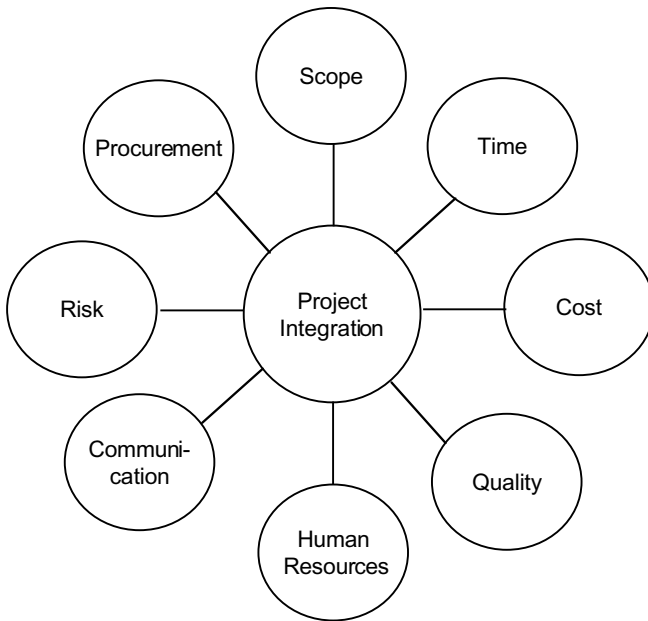 Scope
Procurement
Time
Risk
Project
Integration
Cost
Communi-
cation
Quality
Human
Resources